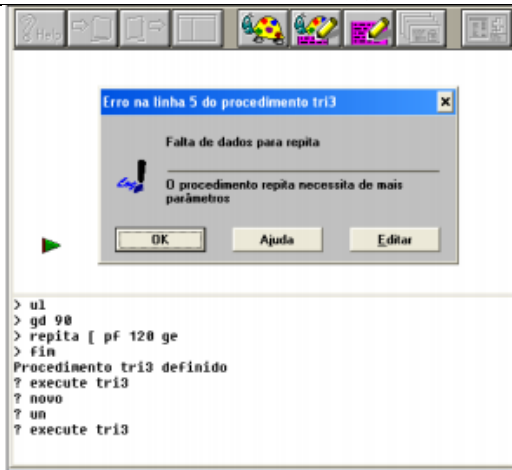 Help
Erro na linha 5 do procedimento tri3
Falta de dados para repita
O procedimento repita necessita de mais
parâmetros
OK
Ajuda
Editar
> ul
> gd 90
> repita [ pf 120 ge
> fim
Procedimento tri3 definido
? execute tri3
? novo
? un
? execute tri3